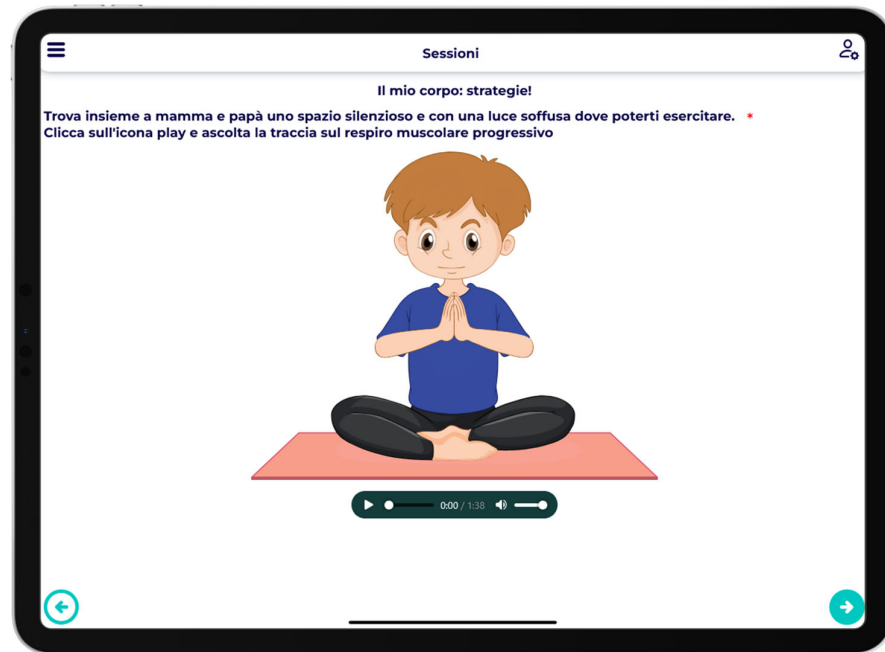 Sessioni
Il mio corpo: strategie!
Trova insieme a mamma e papà uno spazio silenzioso e con una luce soffusa dove poterti esercitare. *
Clicca sull'icona play e ascolta la traccia sul respiro muscolare progressivo
0:00 / 1:38